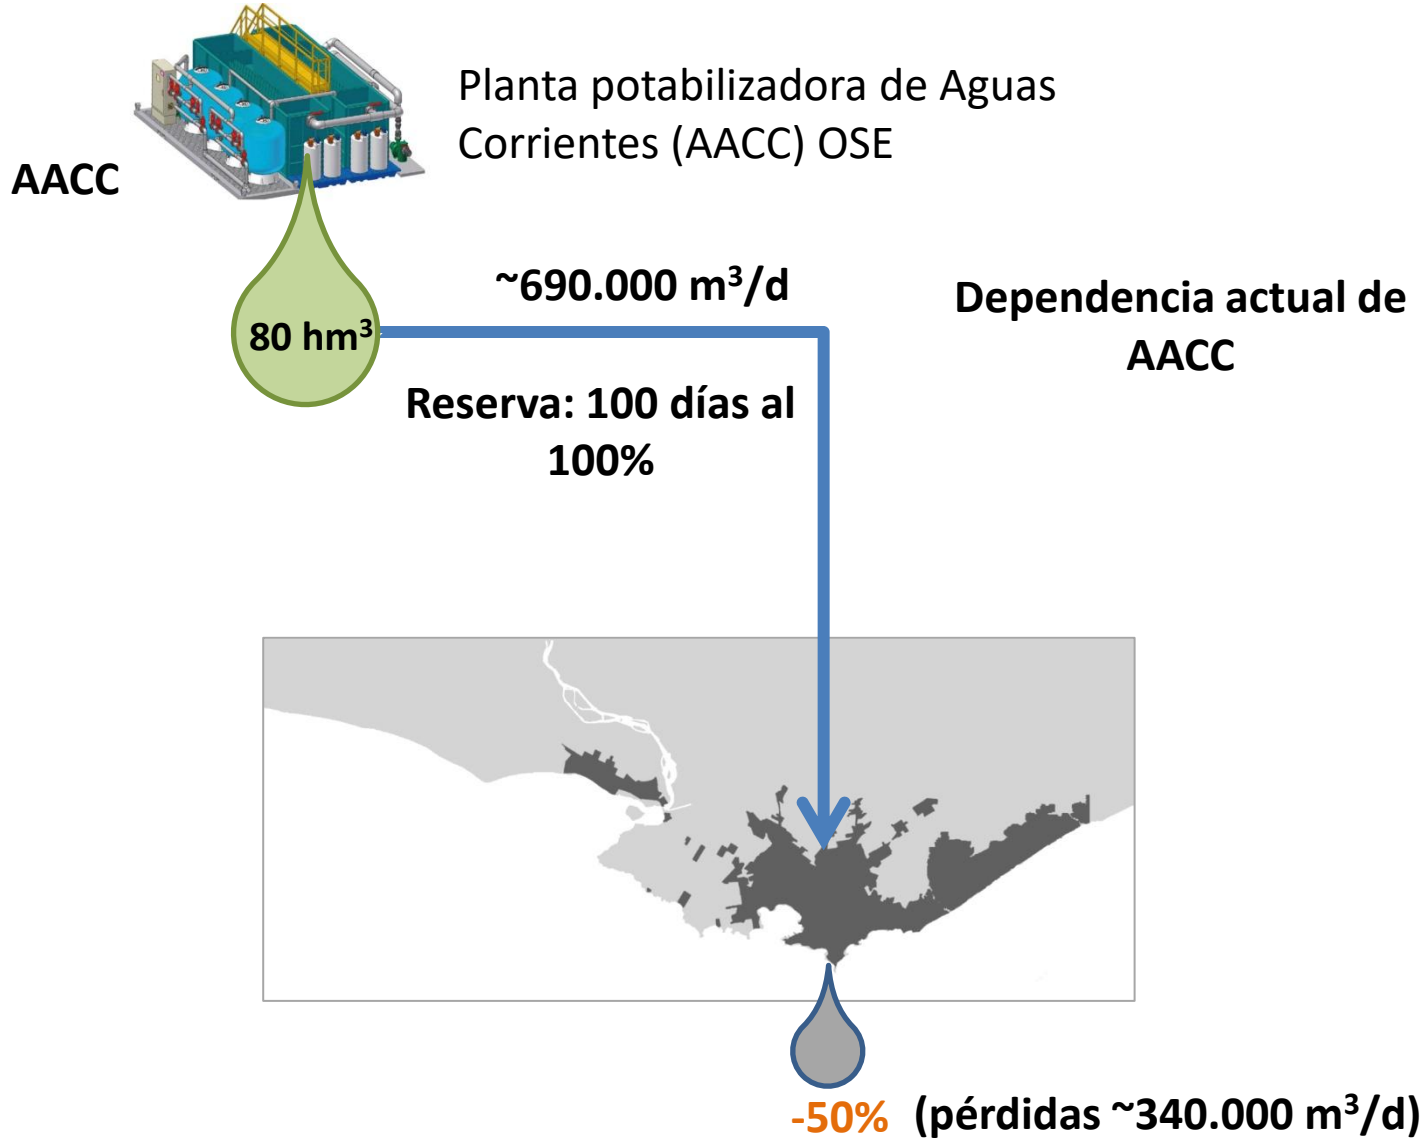 Planta potabilizadora de Aguas
Corrientes (AACC) OSE
AACC
~690.000 m³/d
Dependencia actual de
AACC
80 hm³
Reserva: 100 días al
100%
-50% (pérdidas ~340.000 m³/d)